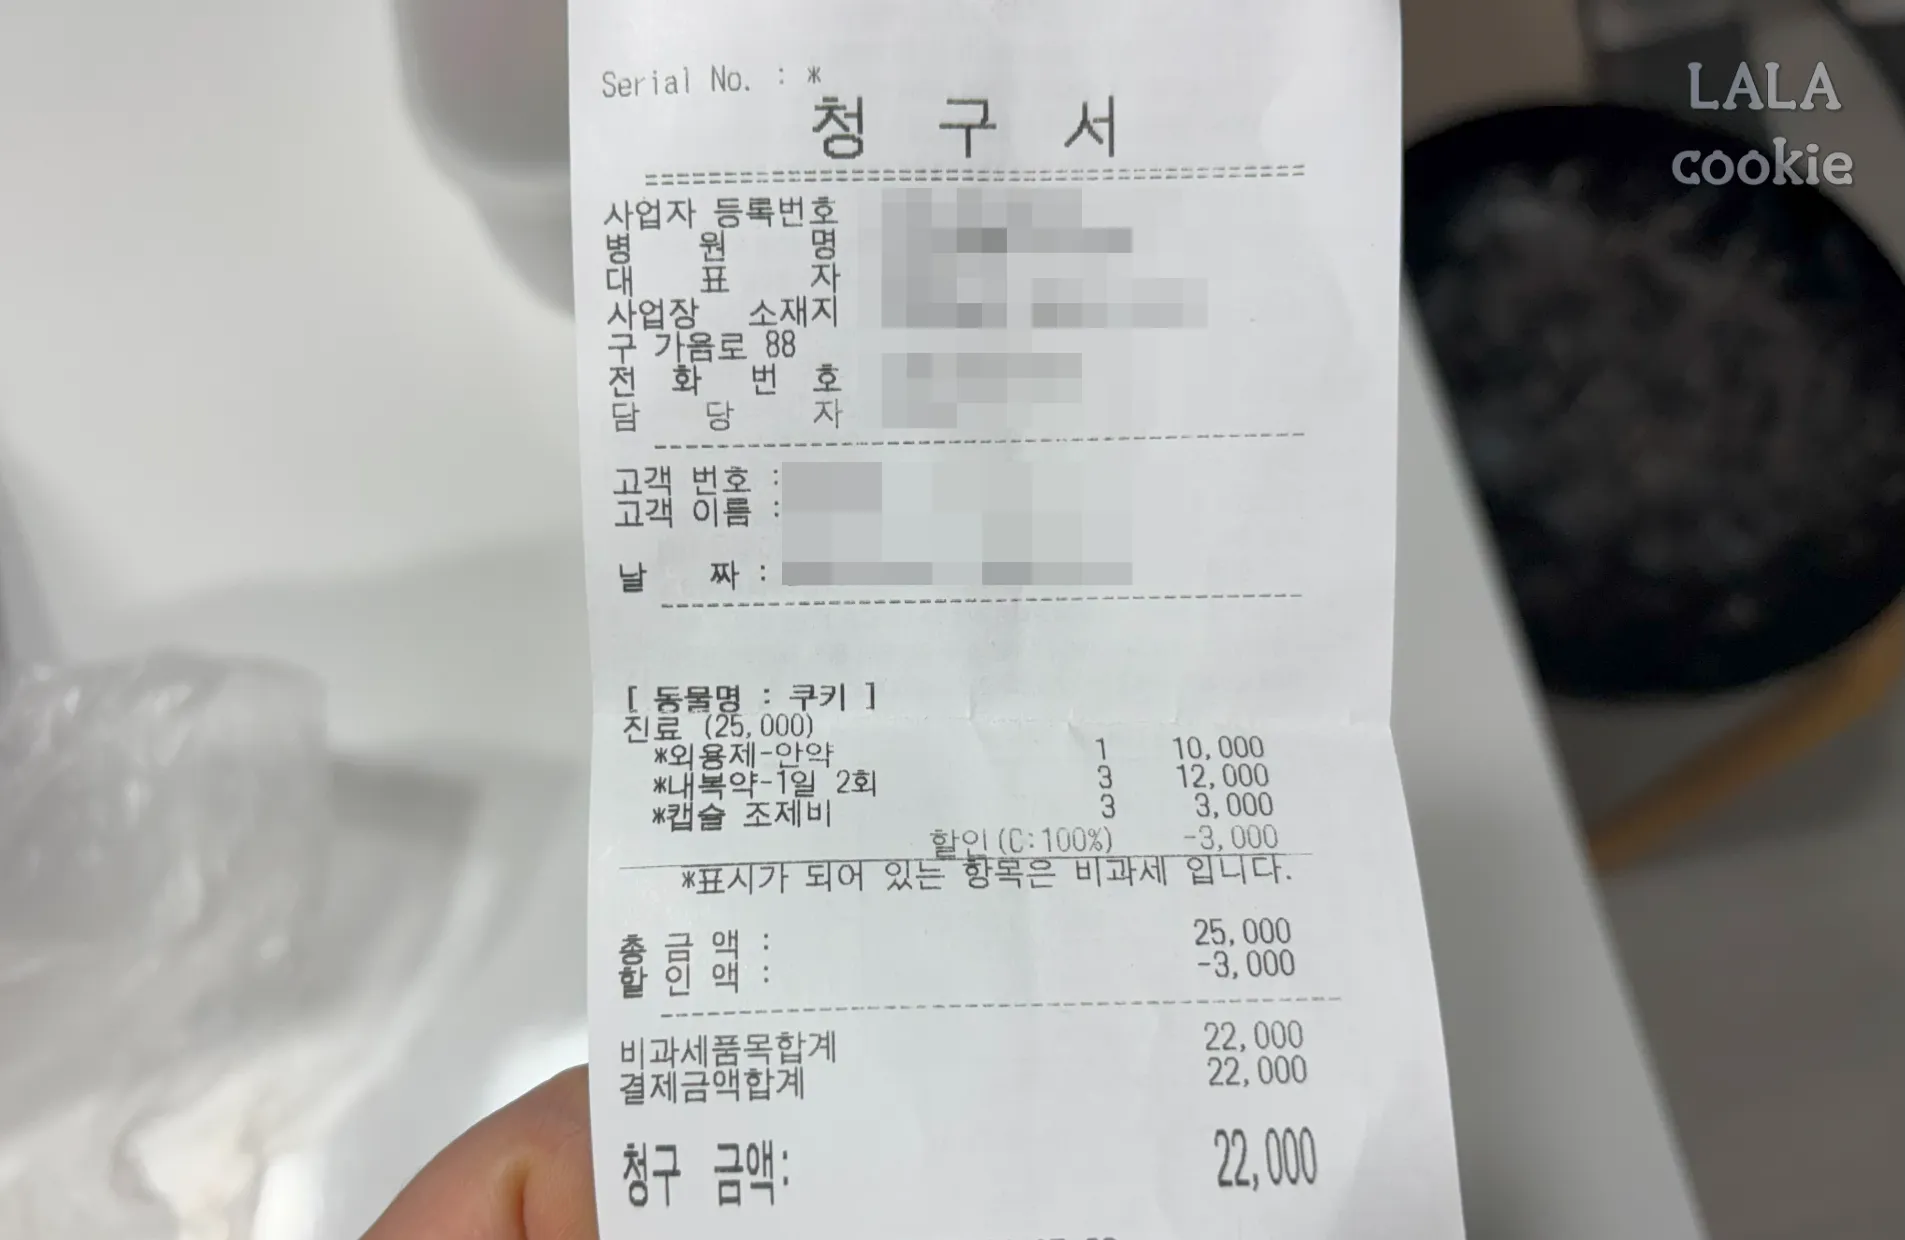 LALA
cookie
Serial No. : *
청 구 서
사업자 등록번호
병 원 명
대 표 자
사업장 소재지
구 가음로 88
전 화 번 호
담 당 자
고객 번호 :
고객 이름 :
날 짜 :
[ 동물명 : 쿠키 ]
진료 (25,000)
*외용제-안약 1 10,000
*내복약-1일 2회 3 12,000
*캡슐 조제비 3 3,000
할인(C:100%) -3,000
*표시가 되어 있는 항목은 비과세 입니다.
총 금 액 : 25,000
할 인 액 : -3,000
비과세품목합계 22,000
결제금액합계 22,000
청구 금액: 22,000